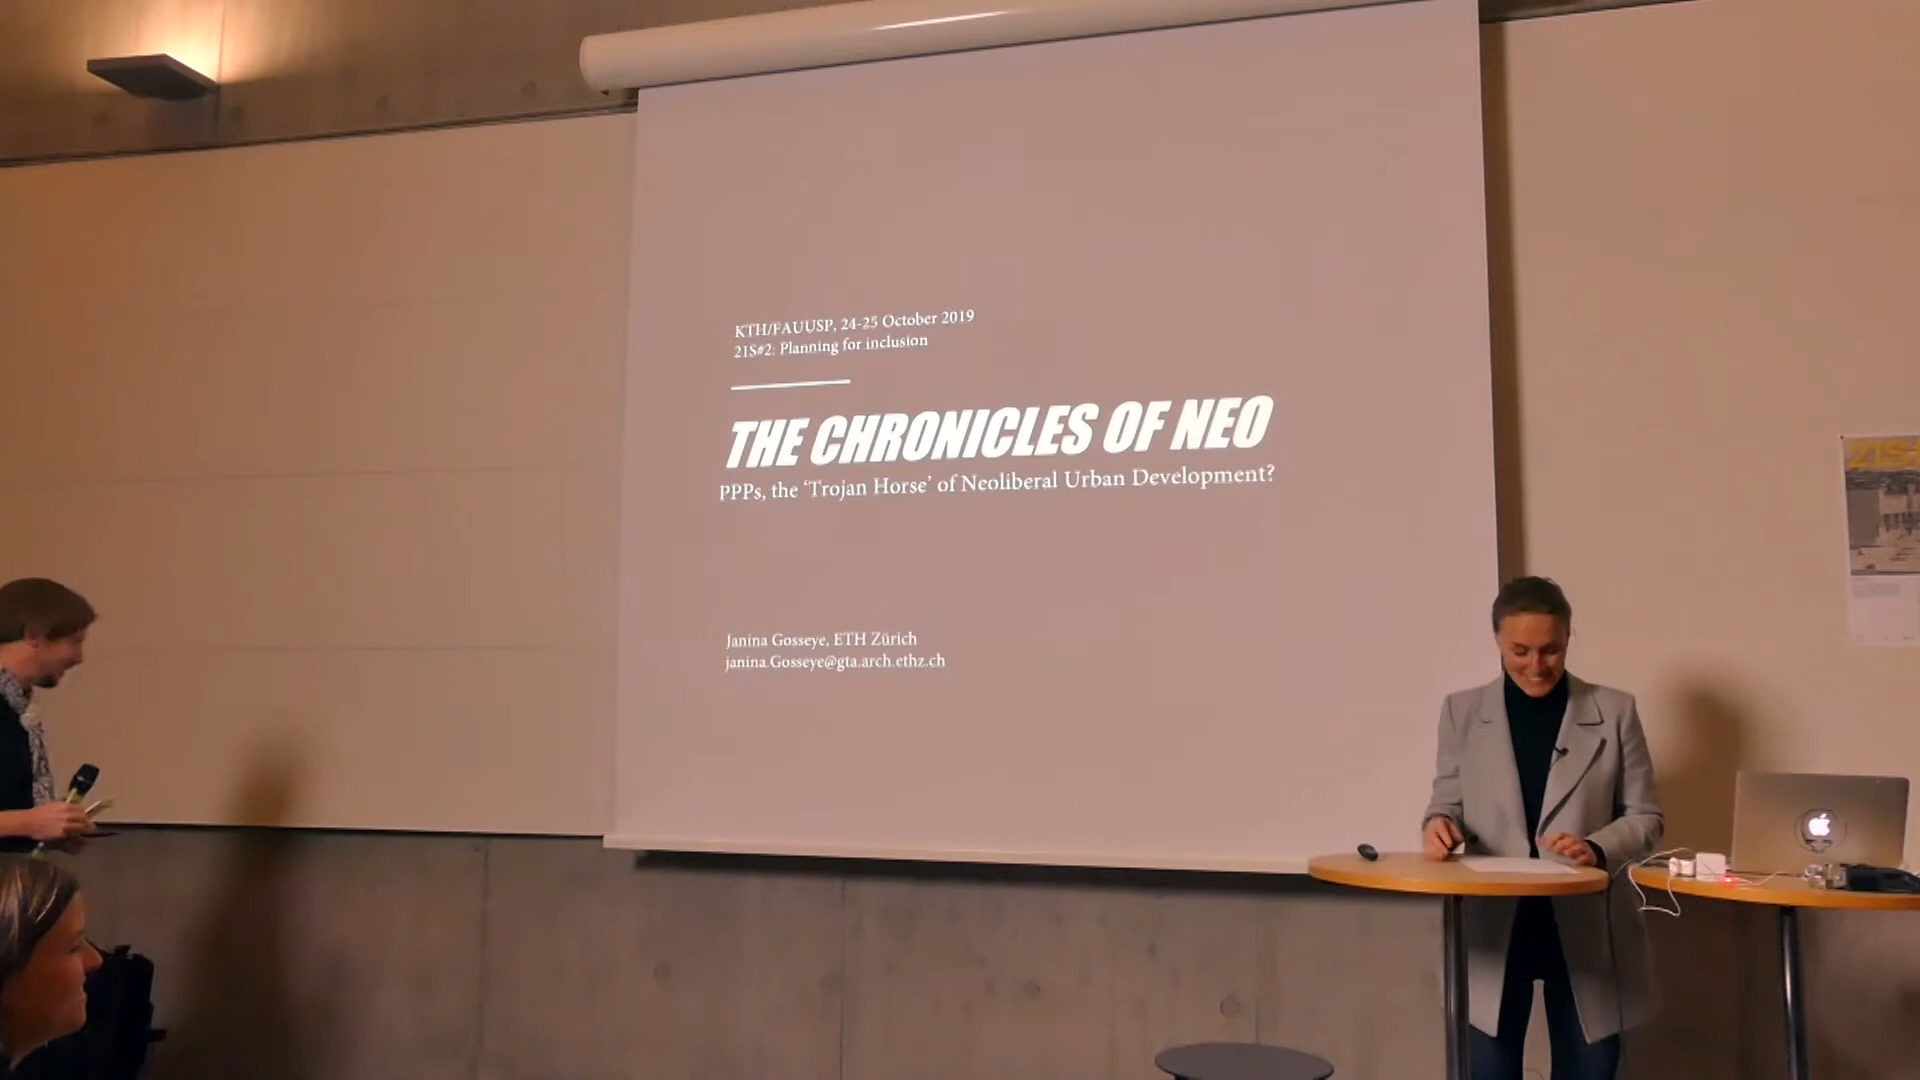 KTH/FAUUSP, 24-25 October 2019
21S#2: Planning for inclusion
THE CHRONICLES OF NEO
PPPs, the ‘Trojan Horse’ of Neoliberal Urban Development?
Janina Gosseye, ETH Zürich
janina.Gosseye@gta.arch.ethz.ch